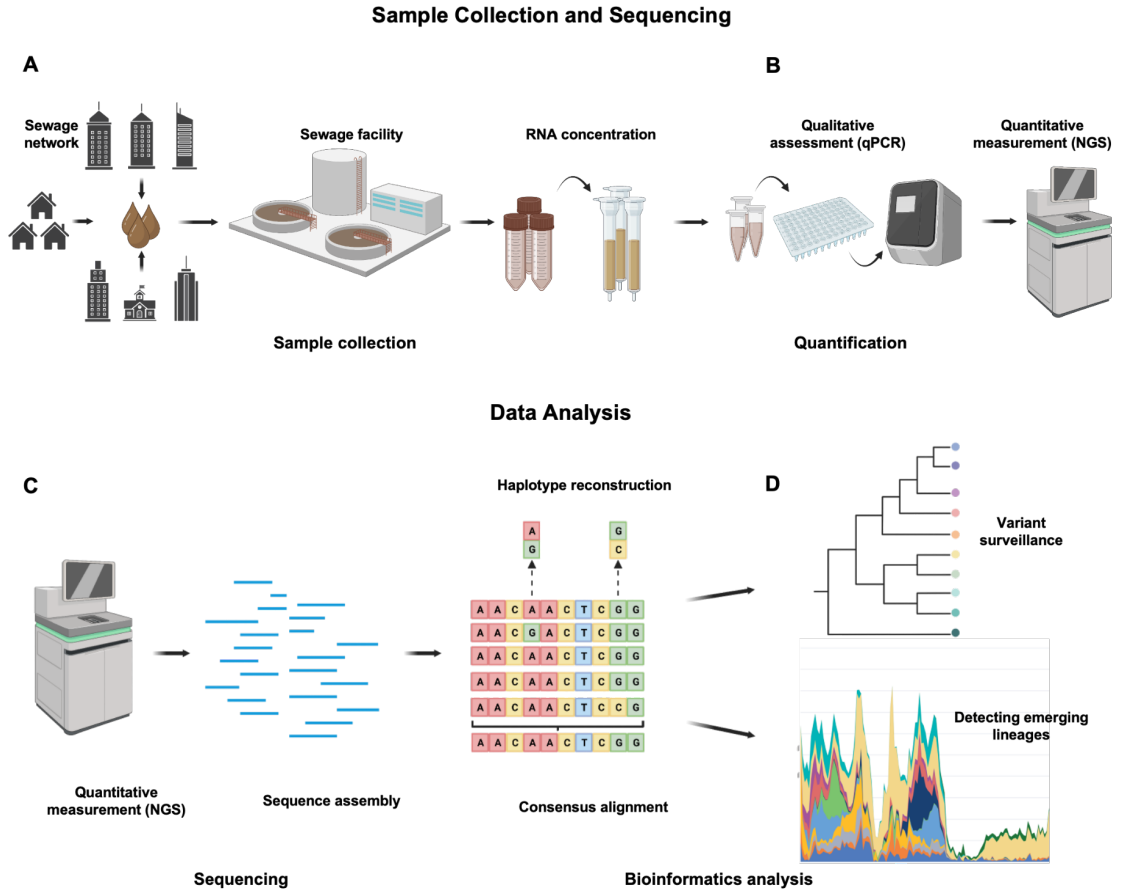 Sample Collection and Sequencing
A
B
Sewage
network
Sewage facility
RNA concentration
Qualitative
assessment (qPCR)
Quantitative
measurement (NGS)
Sample collection
Quantification
Data Analysis
C
D
Haplotype reconstruction
A
G
G
C
Variant
surveillance
A A C A A C T C G G
A A C G A C T C G G
A A C A A C T C G G
A A C A A C T C G G
A A C A A C T C C G
A A C A A C T C G G
Detecting emerging
lineages
Quantitative
measurement (NGS)
Sequence assembly
Consensus alignment
Sequencing
Bioinformatics analysis